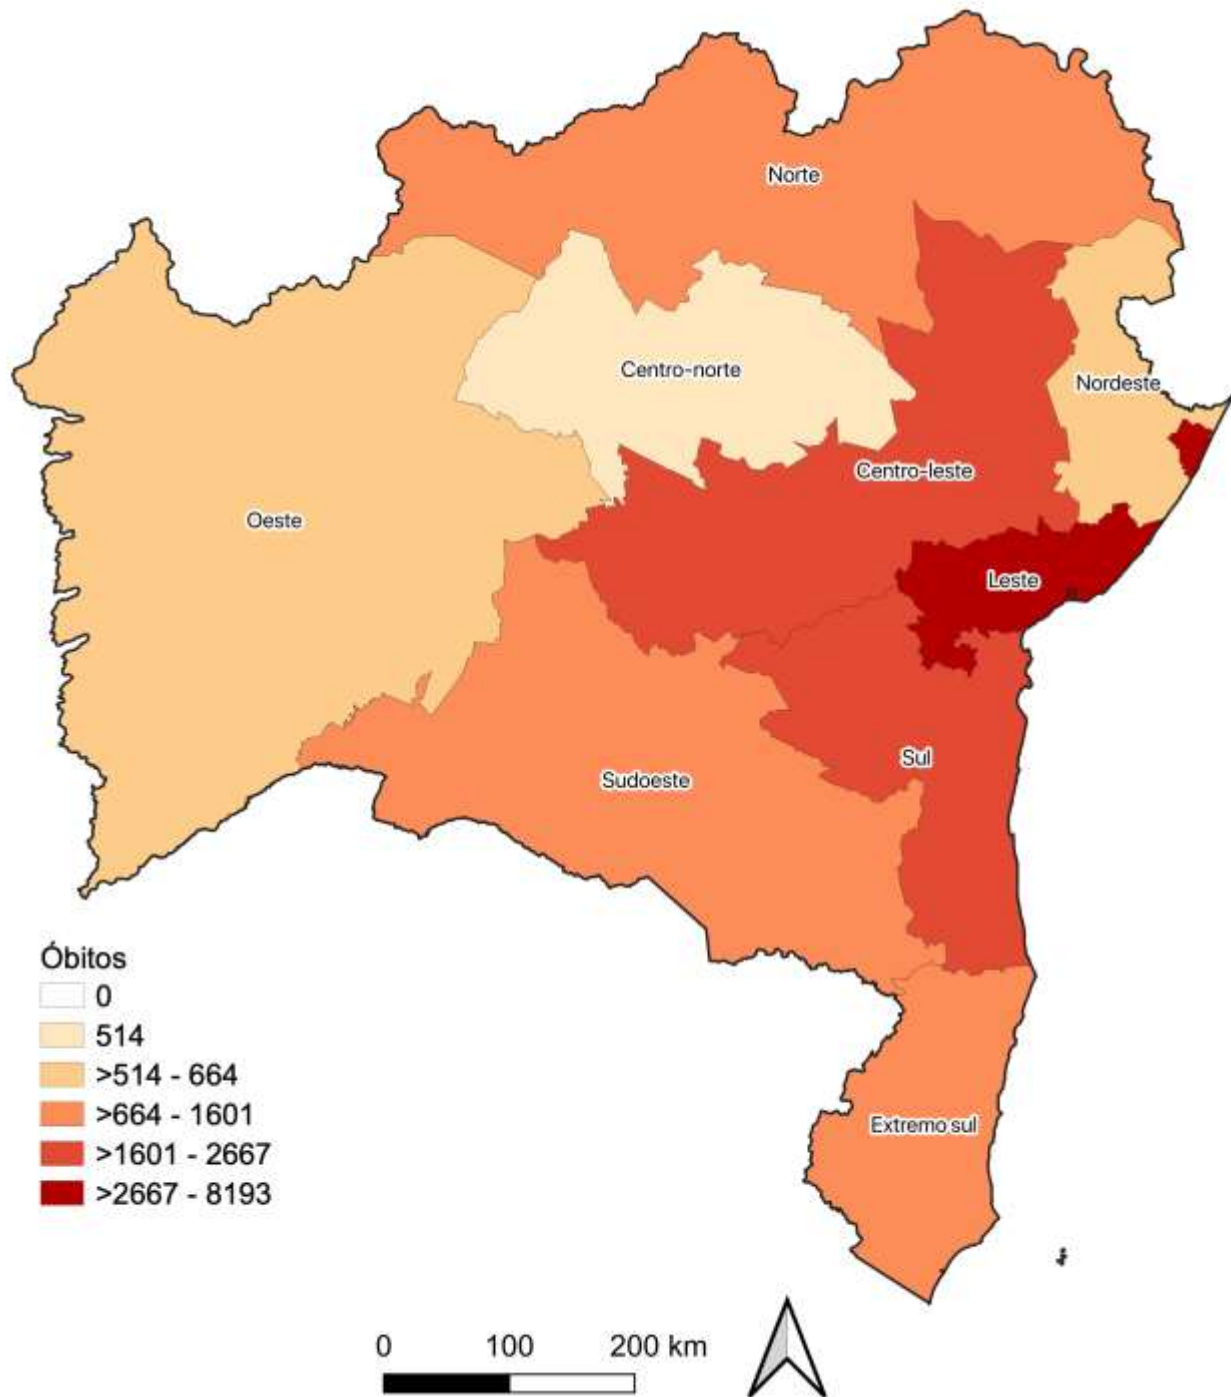 Norte
Centro-norte
Nordeste
Centro-leste
Oeste
Leste
Sul
Sudoeste
Óbitos
0
514
>514 - 664
>664 - 1601
>1601 - 2667
>2667 - 8193
Extremo sul
0 100 200 km